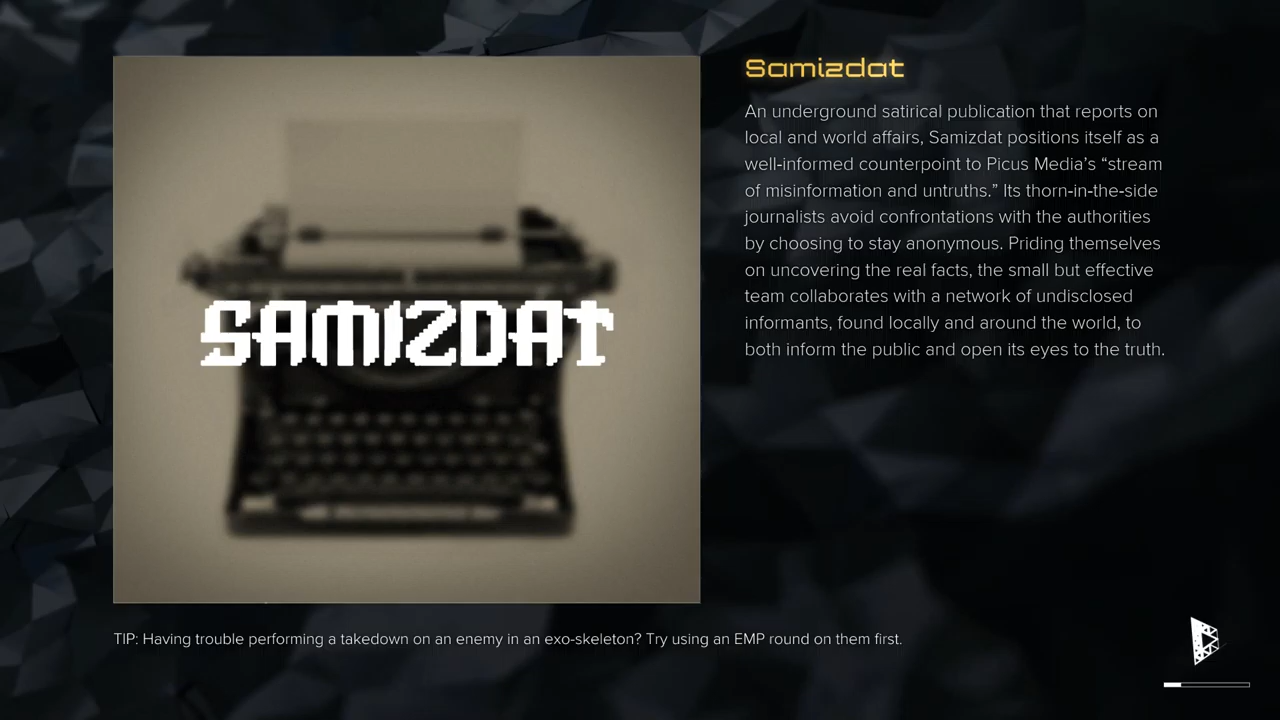 Samizdat
An underground satirical publication that reports on
local and world affairs, Samizdat positions itself as a
well-informed counterpoint to Picus Media's “stream
of misinformation and untruths.” Its thorn-in-the-side
journalists avoid confrontations with the authorities
by choosing to stay anonymous. Priding themselves
on uncovering the real facts, the small but effective
team collaborates with a network of undisclosed
informants, found locally and around the world, to
both inform the public and open its eyes to the truth.
SAMIZDAT
TIP: Having trouble performing a takedown on an enemy in an exo-skeleton? Try using an EMP round on them first.